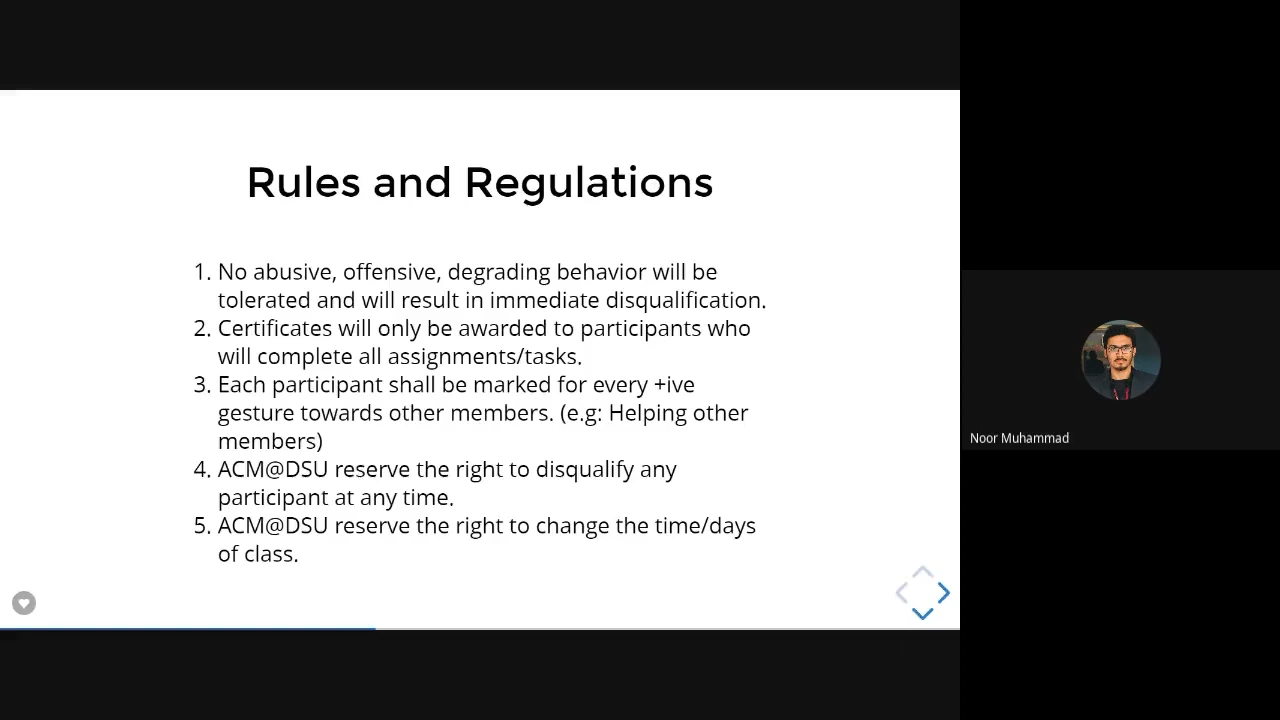 Rules and Regulations
1. No abusive, offensive, degrading behavior will be
tolerated and will result in immediate disqualification.
2. Certificates will only be awarded to participants who
will complete all assignments/tasks.
3. Each participant shall be marked for every +ive
gesture towards other members. (e.g: Helping other
members)
4. ACM@DSU reserve the right to disqualify any
participant at any time.
5. ACM@DSU reserve the right to change the time/days
of class.
Noor Muhammad